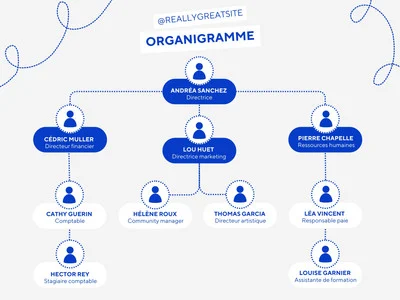 @REALLYGREATSITE
ORGANIGRAMME
ANDRÉA SANCHEZ
Directrice
CÉDRIC MULLER
Directeur financier
LOU HUET
Directrice marketing
PIERRE CHAPELLE
Ressources humaines
CATHY GUERIN
Comptable
HÉLÈNE ROUX
Community manager
THOMAS GARCIA
Directeur artistique
LÉA VINCENT
Responsable paie
HECTOR REY
Stagiaire comptable
LOUISE GARNIER
Assistante de formation